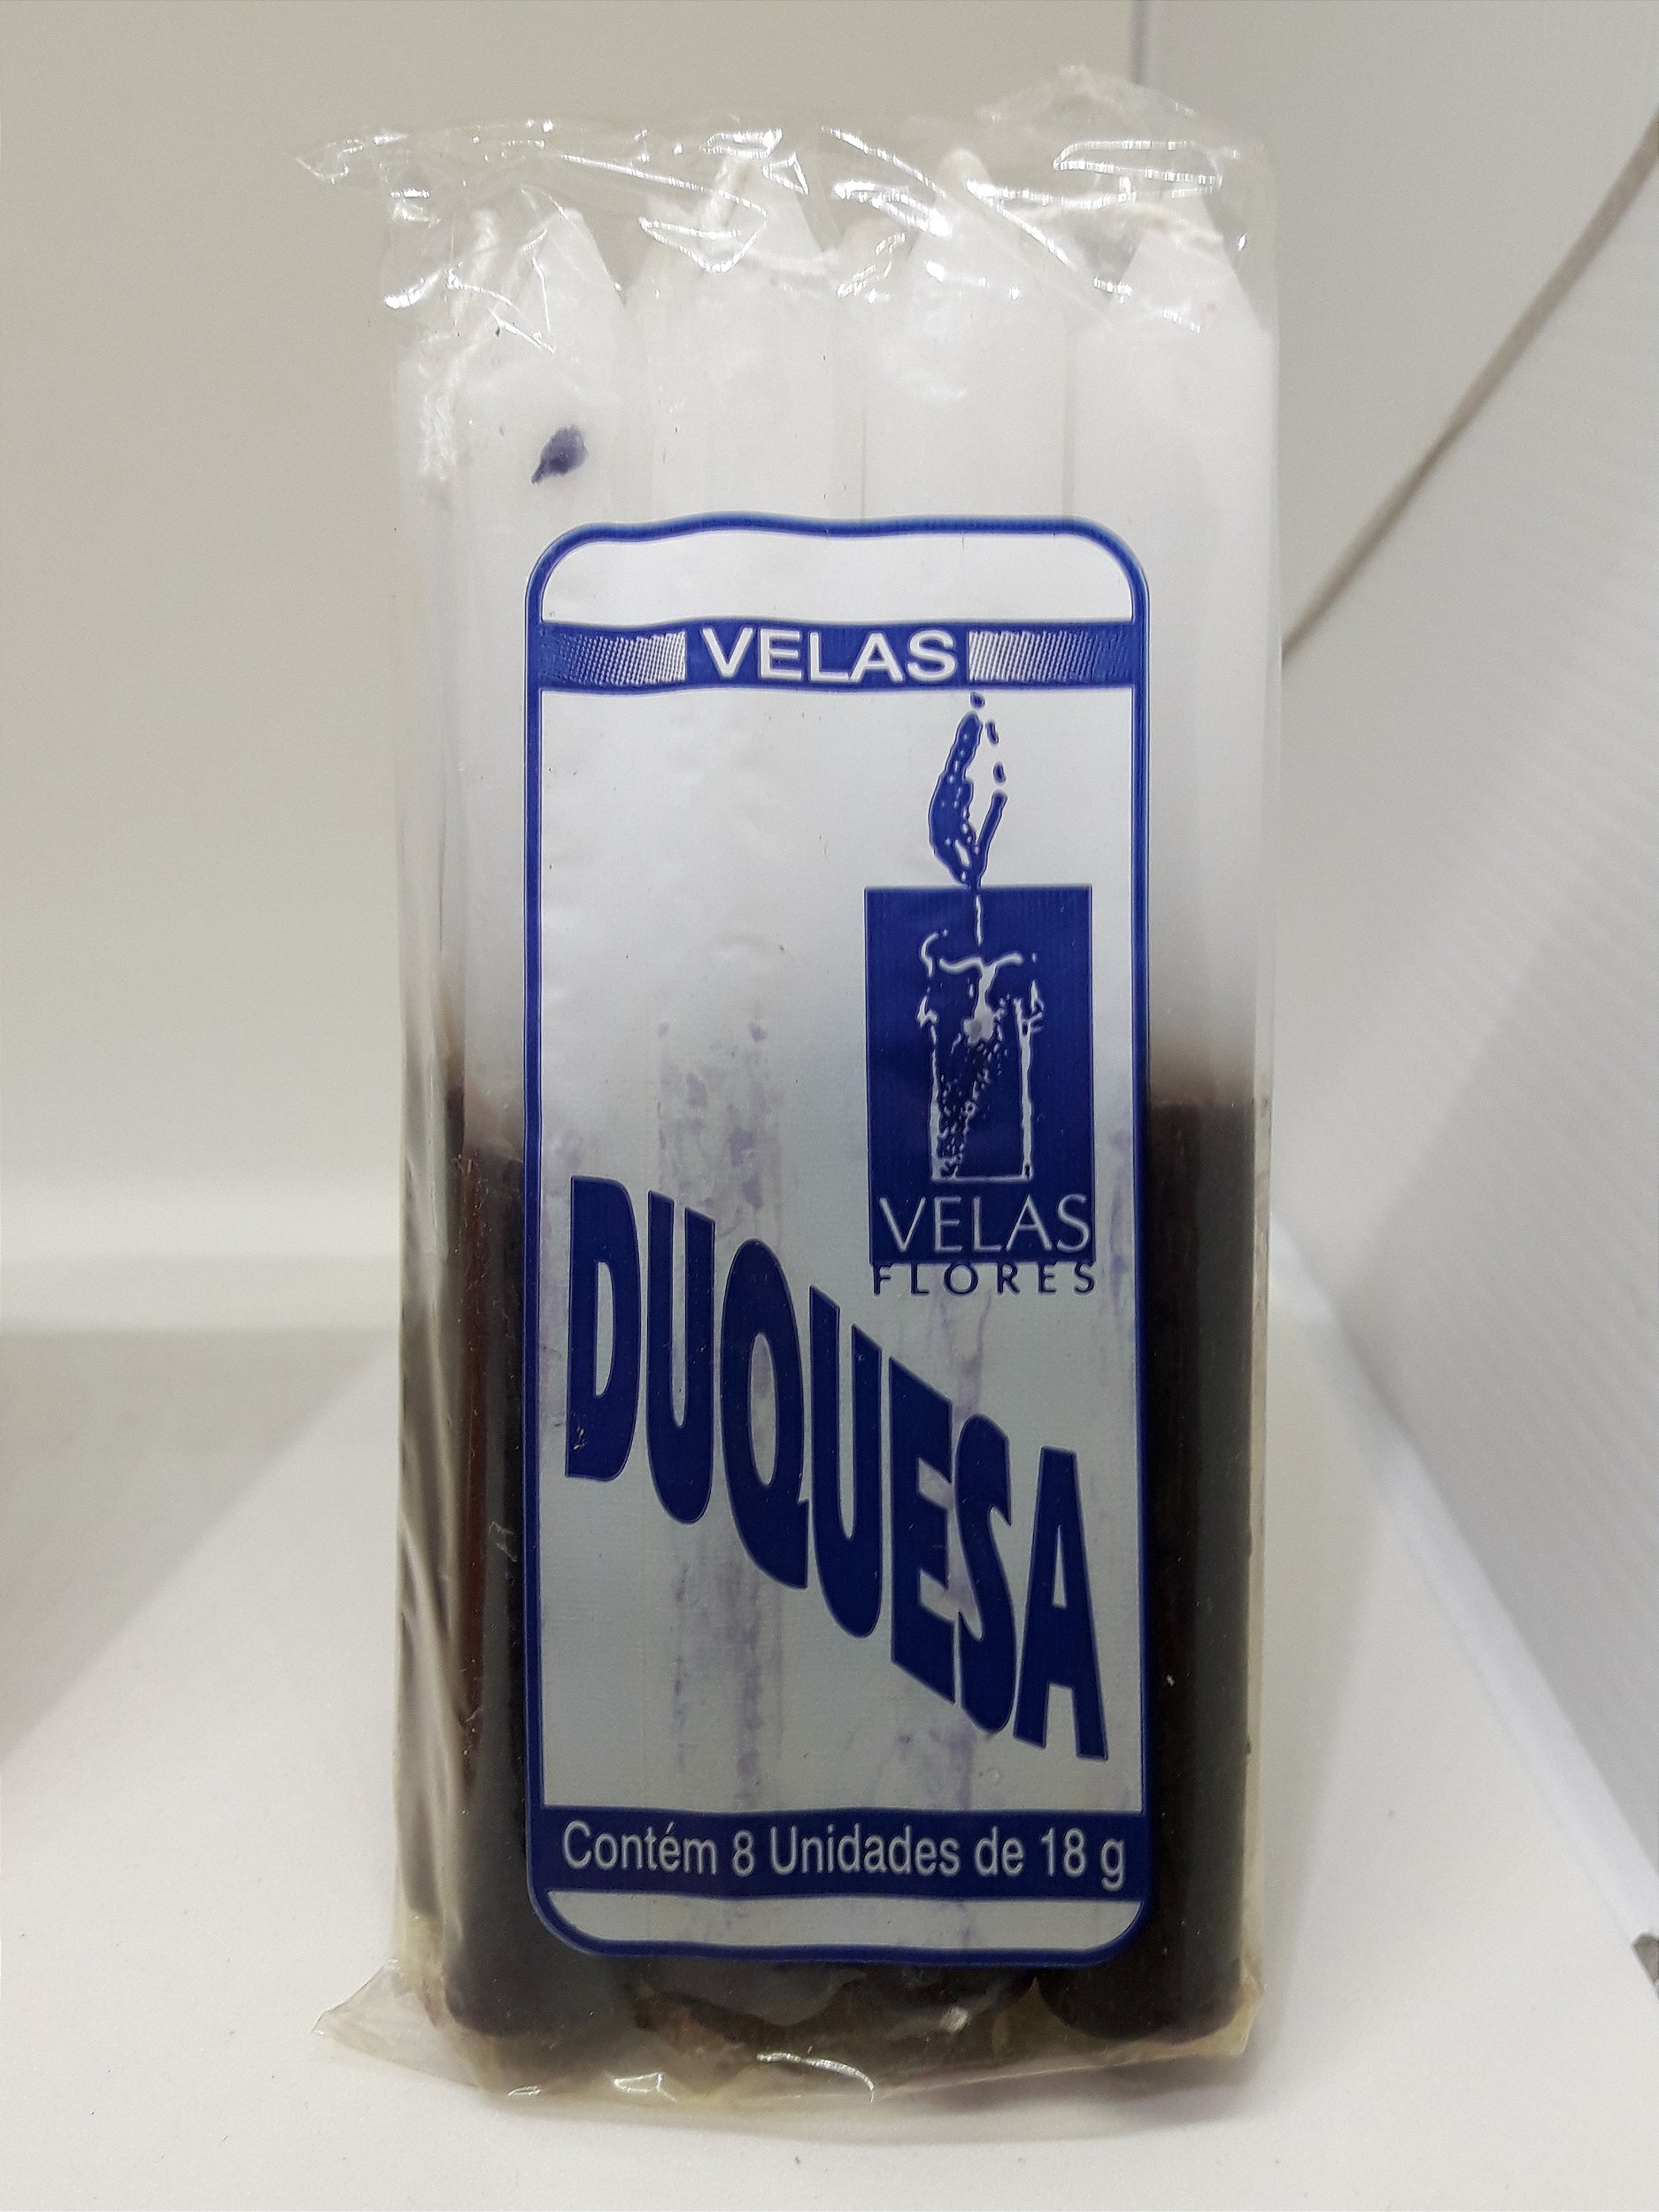 VELAS
VELAS
FLORES
DUQUESA
Contém 8 Unidades de 18 g